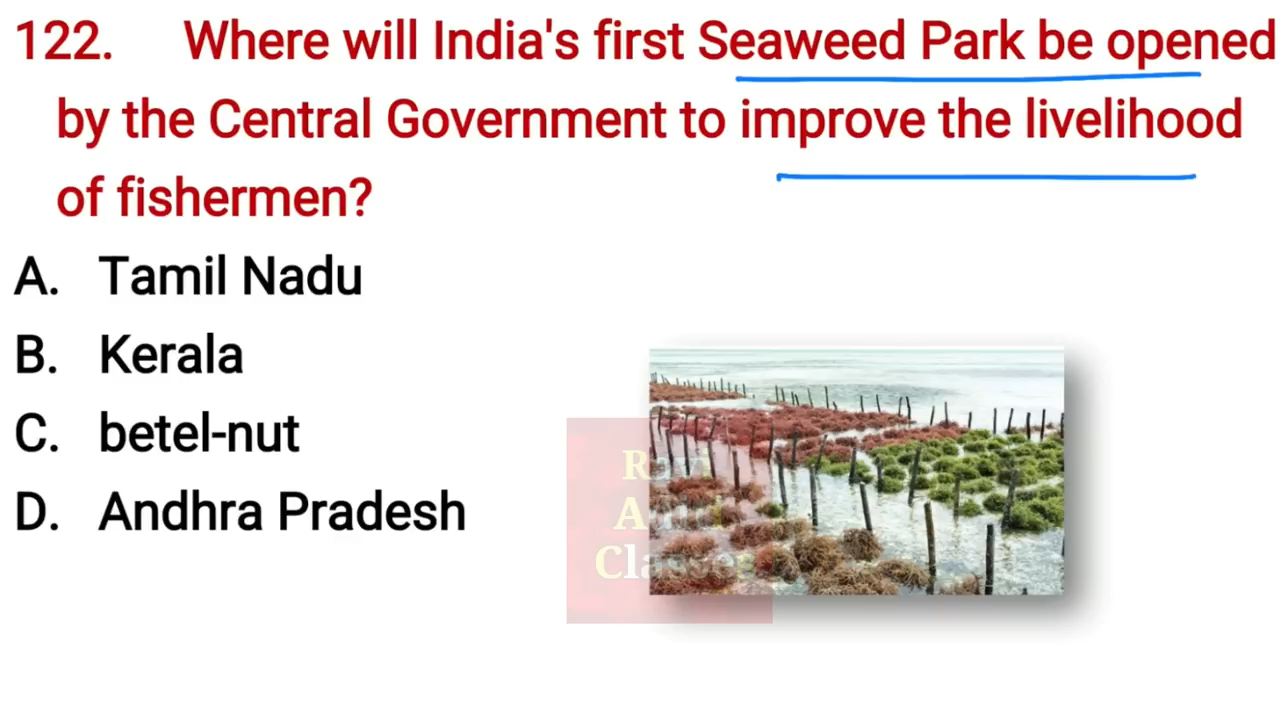 122. Where will India's first Seaweed Park be opened
by the Central Government to improve the livelihood
of fishermen?
A. Tamil Nadu
B. Kerala
C. betel-nut
D. Andhra Pradesh
Classes